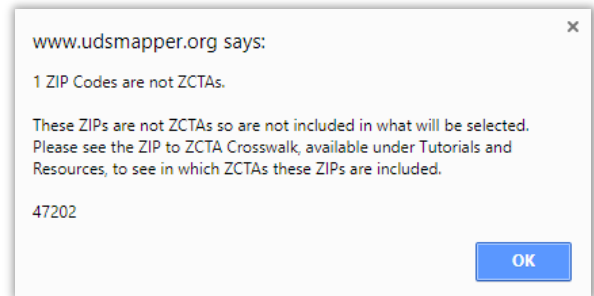 www.udsmapper.org says:
1 ZIP Codes are not ZCTAs.
These ZIPs are not ZCTAs so are not included in what will be selected.
Please see the ZIP to ZCTA Crosswalk, available under Tutorials and
Resources, to see in which ZCTAs these ZIPs are included.
47202
OK